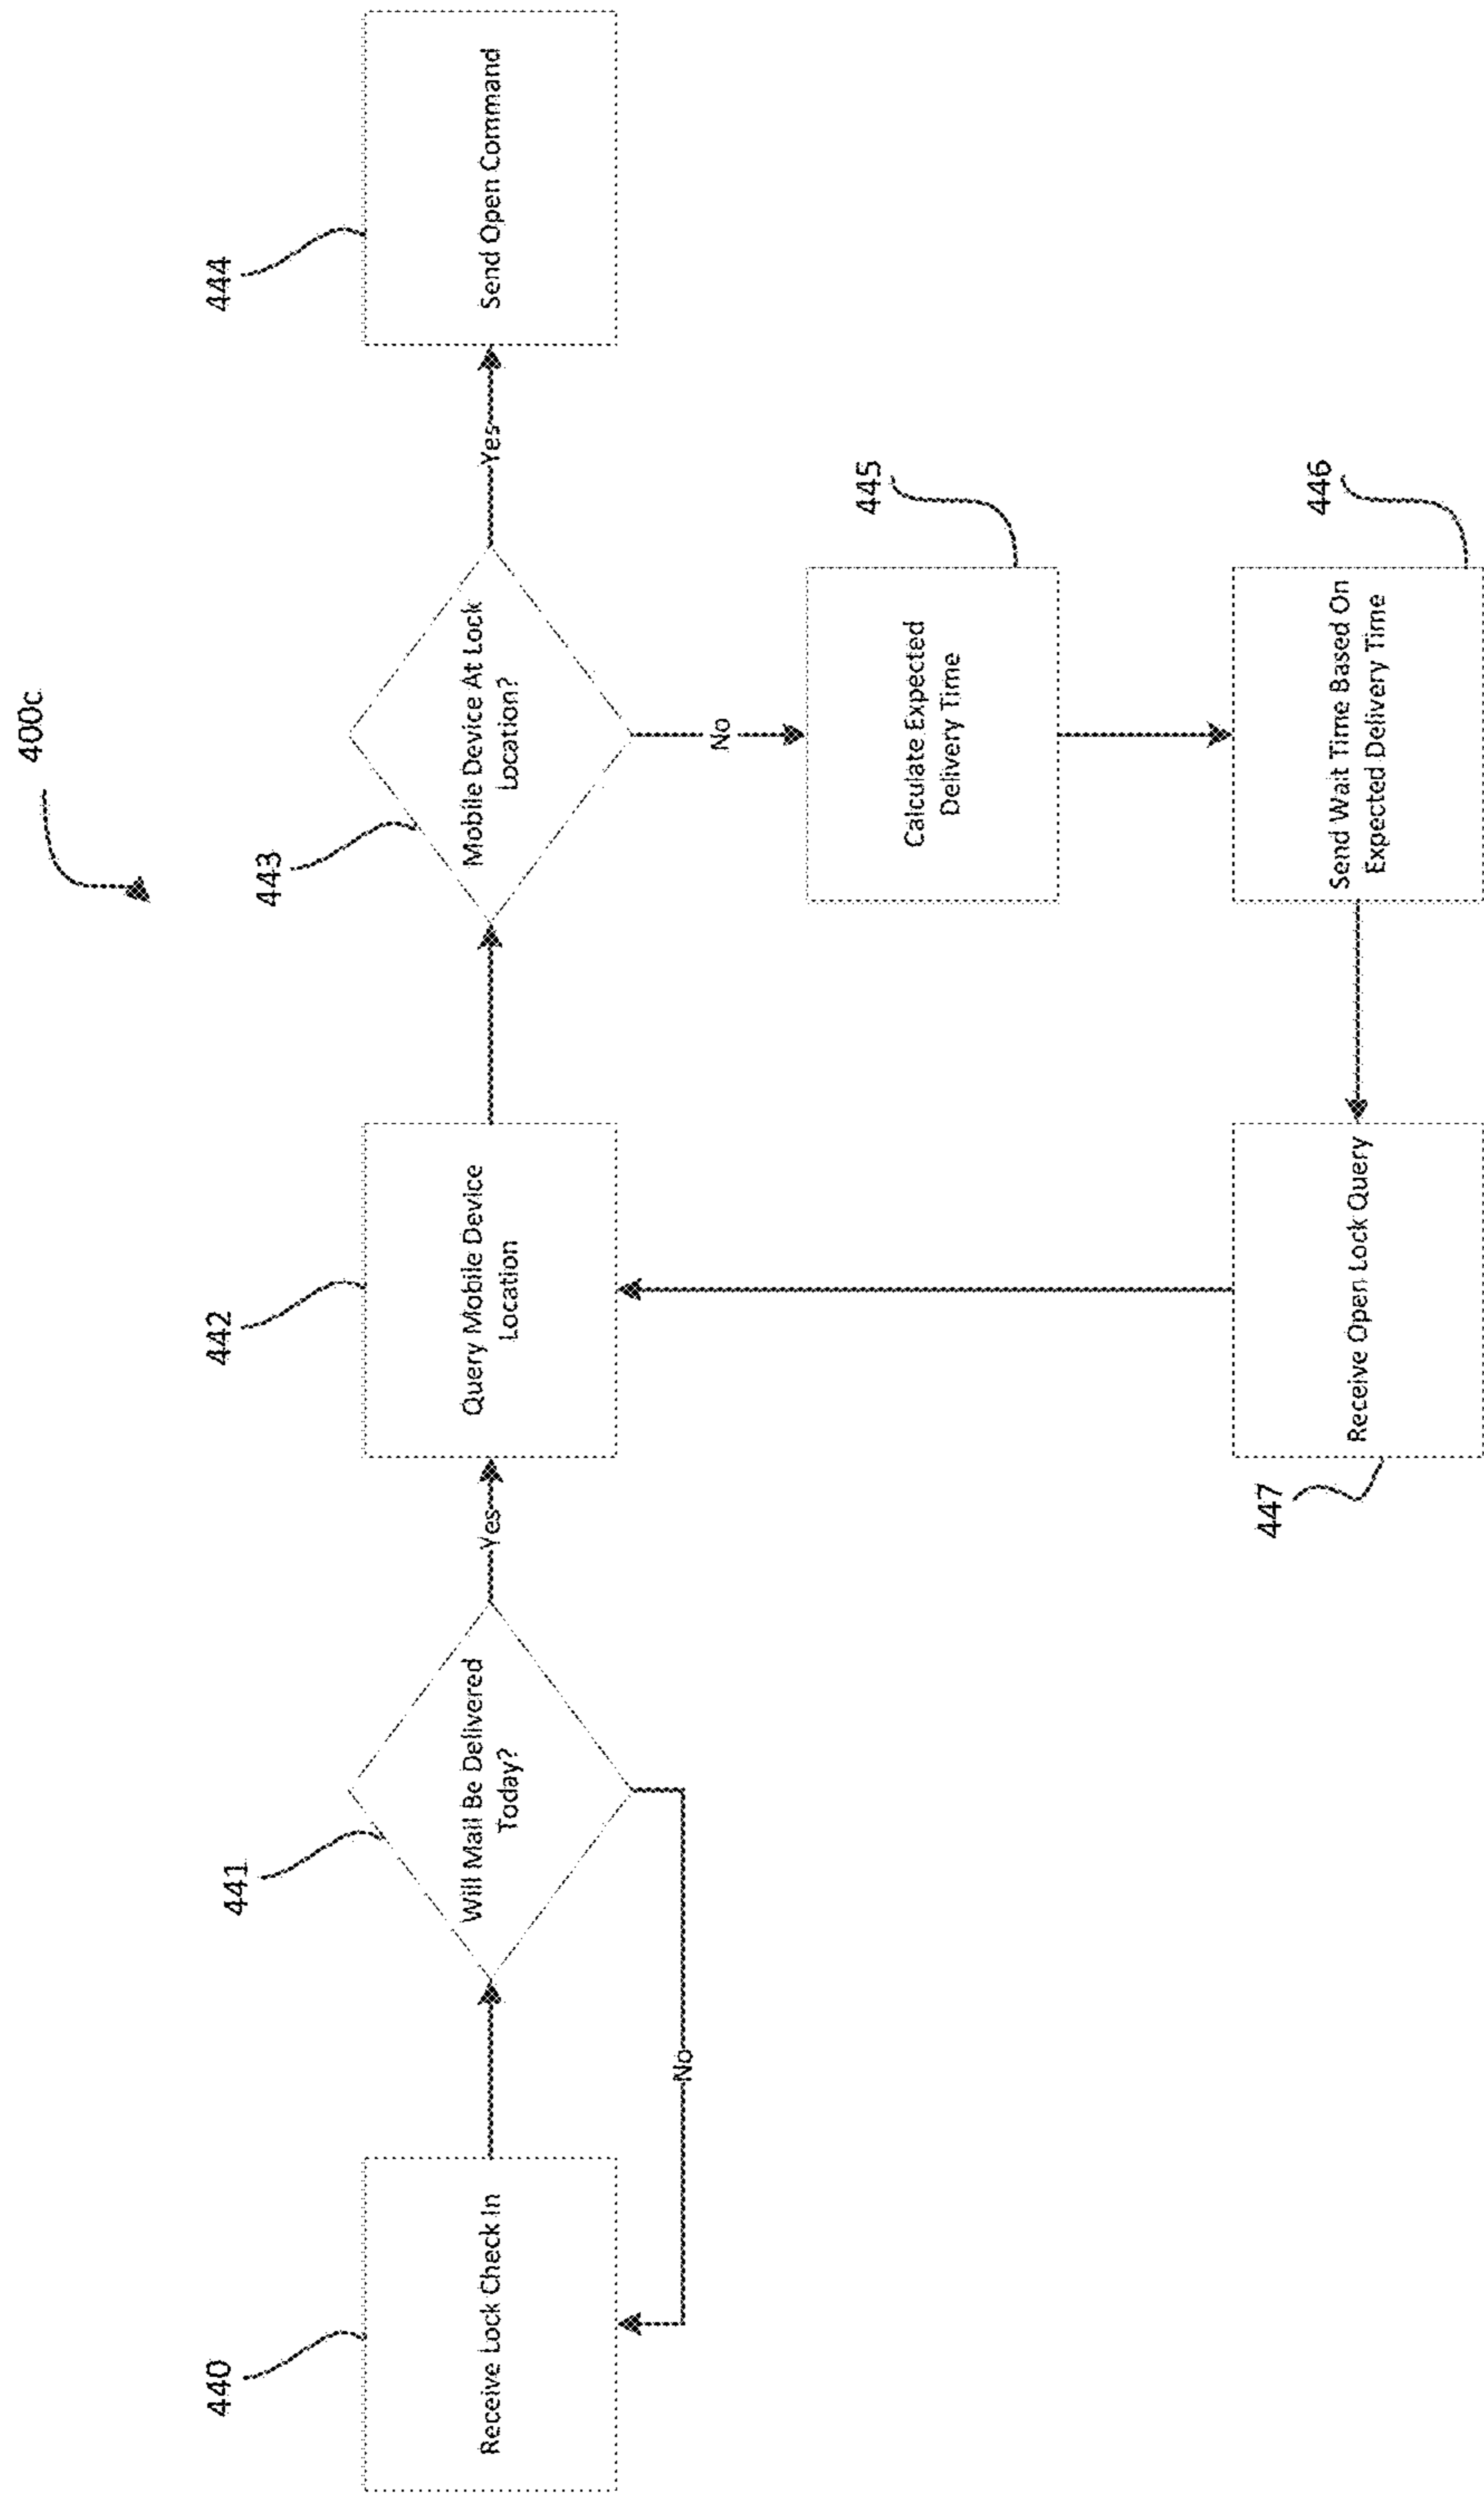 400c
440
Receive Lock Check In
441
Will Mail Be Delivered
Today?
No
Yes
442
Query Mobile Device
Location
443
Mobile Device At Lock
Location?
Yes
444
Send Open Command
No
445
Calculate Expected
Delivery Time
446
Send Wait Time Based On
Expected Delivery Time
447
Receive Open Lock Query